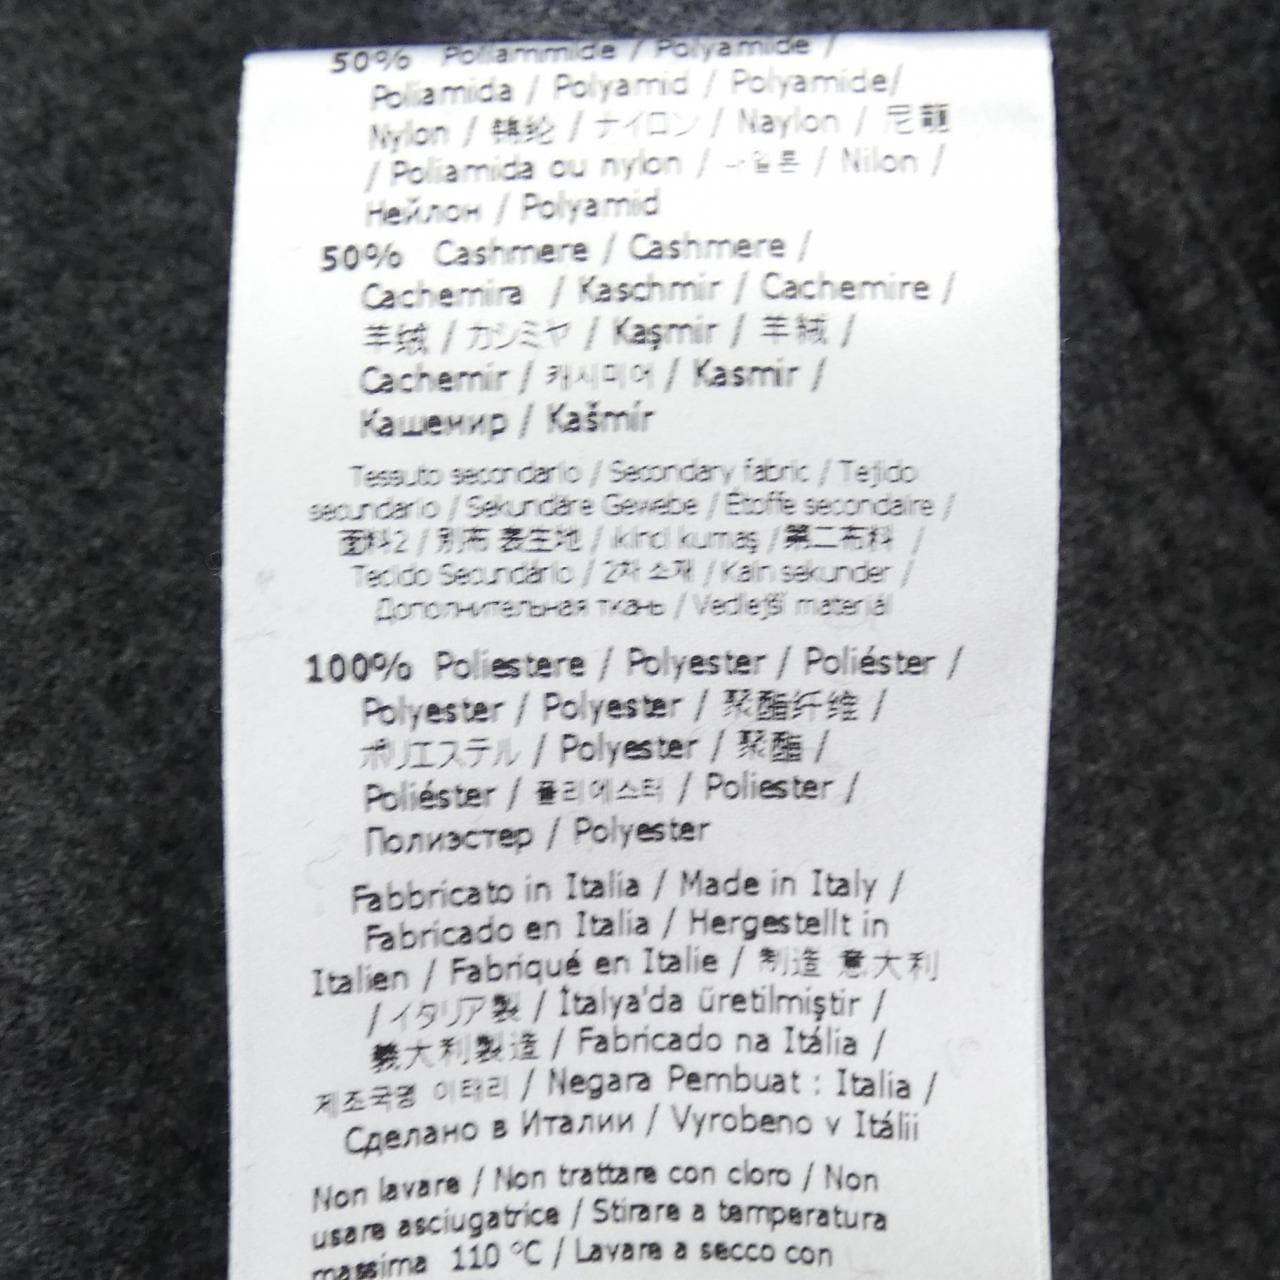 50% Poliammide / Polyamide /
Poliamida / Polyamid / Polyamide/
Nylon / 锦纶 / ナイロン / Naylon / 尼龍
/ Poliamida ou nylon / 나일론 / Nilon /
Нейлон / Polyamid
50% Cashmere / Cashmere /
Cachemira / Kaschmir / Cachemire /
羊绒 / カシミヤ / Kaşmir / 羊絨 /
Cachemir / 캐시미어 / Kasmir /
Кашемир / Kašmír
Tessuto secondario / Secondary fabric / Tejido
secundario / Sekundäre Gewebe / Étoffe secondaire /
面料2 / 別布 表生地 / ikinci kumaş /第二布料 /
Tecido Secundário / 2차 소재 / Kain sekunder /
Дополнительная ткань / Vedlejší materiál
100% Poliestere / Polyester / Poliéster /
Polyester / Polyester / 聚酯纤维 /
ポリエステル / Polyester / 聚酯 /
Poliéster / 폴리에스터 / Poliester /
Полиэстер / Polyester
Fabbricato in Italia / Made in Italy /
Fabricado en Italia / Hergestellt in
Italien / Fabriqué en Italie / 制造 意大利
/ イタリア製 / İtalya'da üretilmiştir /
義大利製造 / Fabricado na Itália /
제조국명 이태리 / Negara Pembuat : Italia /
Сделано в Италии / Vyrobeno v Itálii
Non lavare / Non trattare con cloro / Non
usare asciugatrice / Stirare a temperatura
massima 110 °C / Lavare a secco con